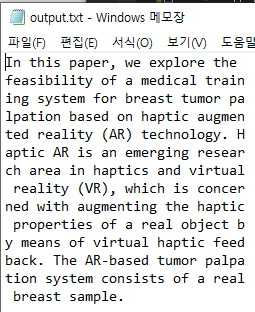 output.txt - Windows 메모장
파일(F) 편집(E) 서식(O) 보기(V) 도움말
In this paper, we explore the
feasibility of a medical train
ing system for breast tumor pa
lpation based on haptic augmen
ted reality (AR) technology. H
aptic AR is an emerging resear
ch area in haptics and virtual
 reality (VR), which is concer
ned with augmenting the haptic
 properties of a real object b
y means of virtual haptic feed
back. The AR-based tumor palpa
tion system consists of a real
 breast sample.